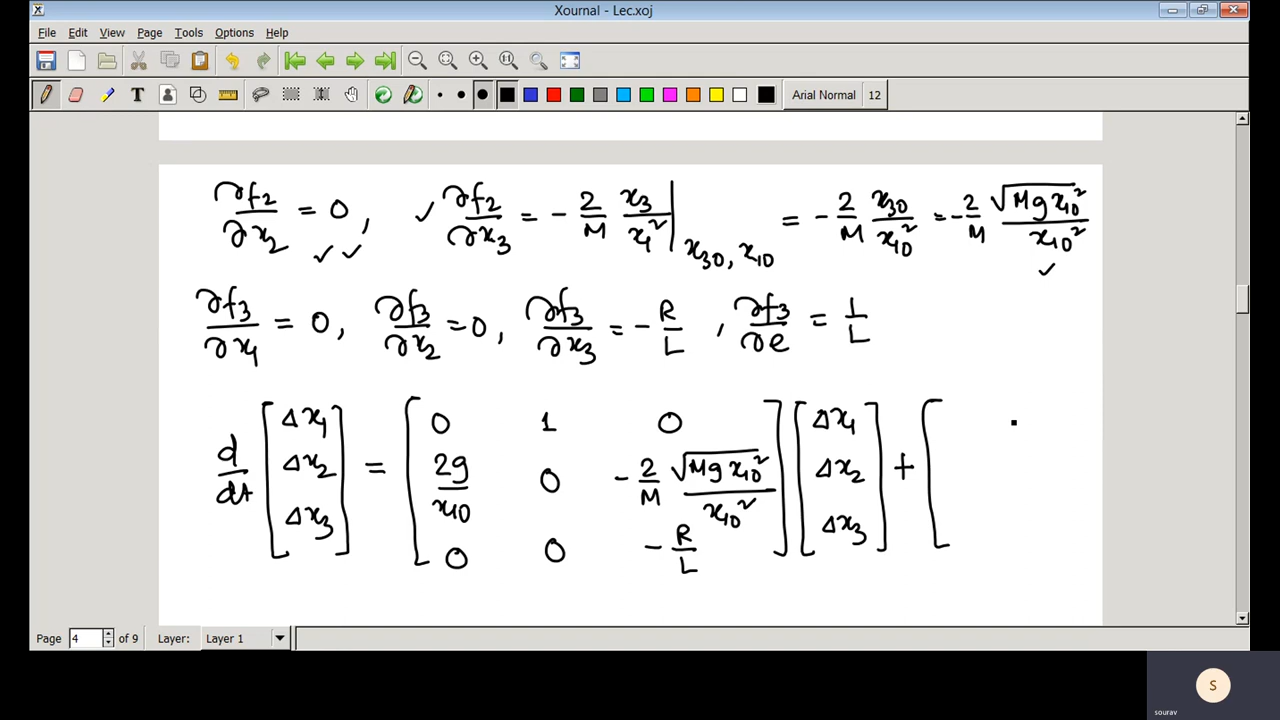 Xournal - Lec.xoj
File Edit View Page Tools Options Help
Arial Normal 12
∂f2/∂x2 = 0, ✓✓ ✓ ∂f2/∂x3 = - 2/M x3/x1² |x30, x10 = - 2/M x30/x10² = - 2/M √(Mg x10²)/x10² ✓
∂f3/∂x1 = 0, ∂f3/∂x2 = 0, ∂f3/∂x3 = - R/L, ∂f3/∂e = 1/L
d/dt [Δx1 Δx2 Δx3] = [0 1 0; 2g/x10 0 - 2/M √(Mg x10²)/x10²; 0 0 - R/L] [Δx1 Δx2 Δx3] + [
Page 4 of 9 Layer: Layer 1
S
sourav